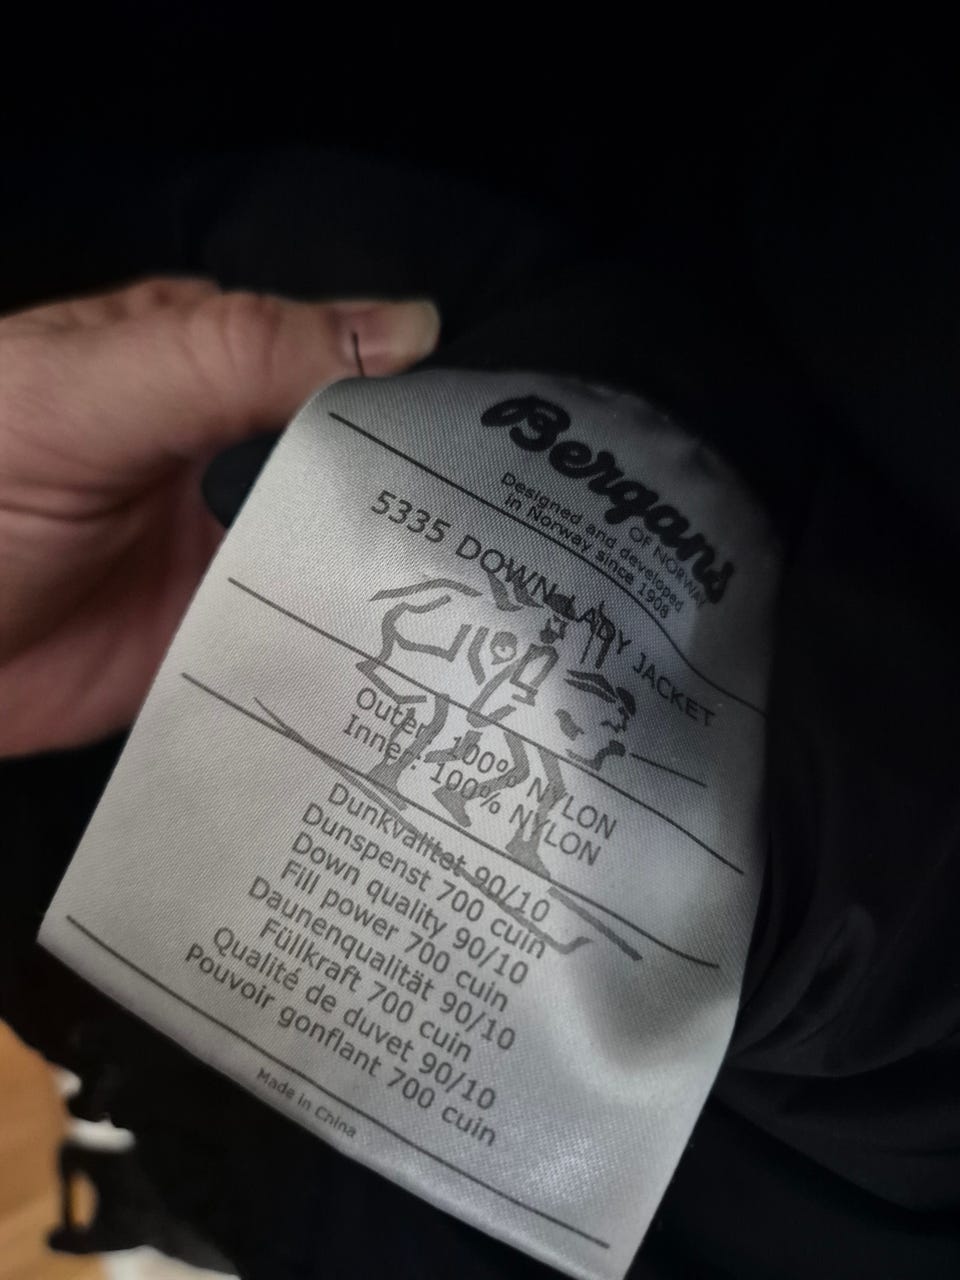 Bergans
OF NORWAY
Designed and developed
in Norway since 1908
5335 DOWN LADY JACKET
Outer: 100% NYLON
Inner: 100% NYLON
Dunkvalitet 90/10
Dunspenst 700 cuin
Down quality 90/10
Fill power 700 cuin
Daunenqualität 90/10
Füllkraft 700 cuin
Qualité de duvet 90/10
Pouvoir gonflant 700 cuin
Made in China